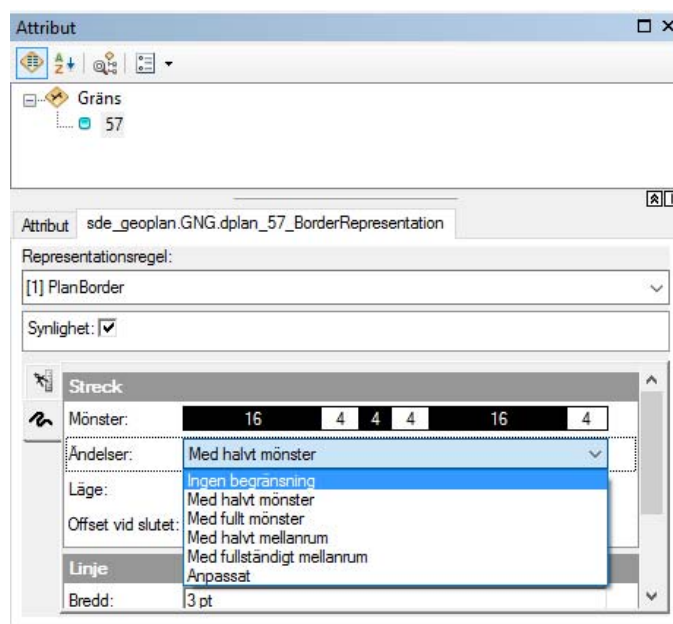 Attribut
Gräns
57
Attribut sde_geoplan.GNG.dplan_57_BorderRepresentation
Representationsregel:
[1] PlanBorder
Synlighet:
Streck
Mönster: 16 4 4 4 16 4
Ändelser: Med halvt mönster
Ingen begränsning
Läge:
Med halvt mönster
Med fullt mönster
Offset vid slutet:
Med halvt mellanrum
Med fullständigt mellanrum
Linje
Anpassat
Bredd: 3 pt